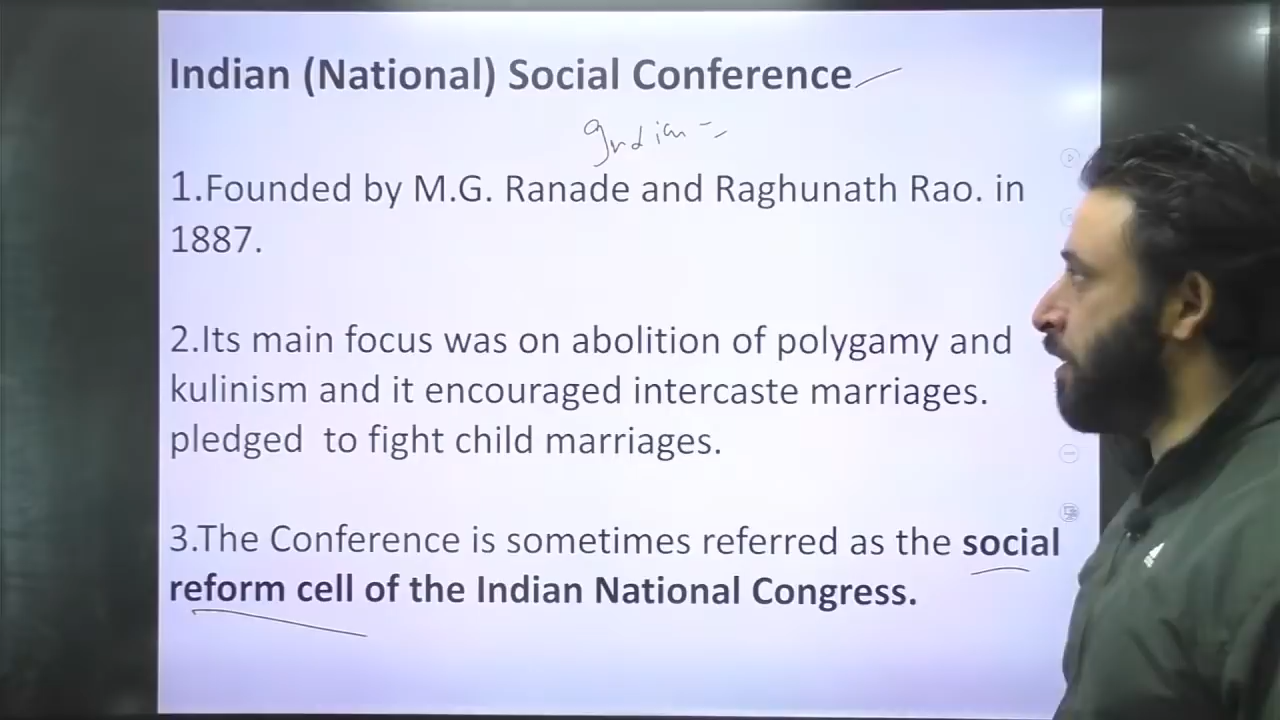 Indian (National) Social Conference
Indian
1.Founded by M.G. Ranade and Raghunath Rao. in
1887.
2.Its main focus was on abolition of polygamy and
kulinism and it encouraged intercaste marriages.
pledged  to fight child marriages.
3.The Conference is sometimes referred as the social
reform cell of the Indian National Congress.